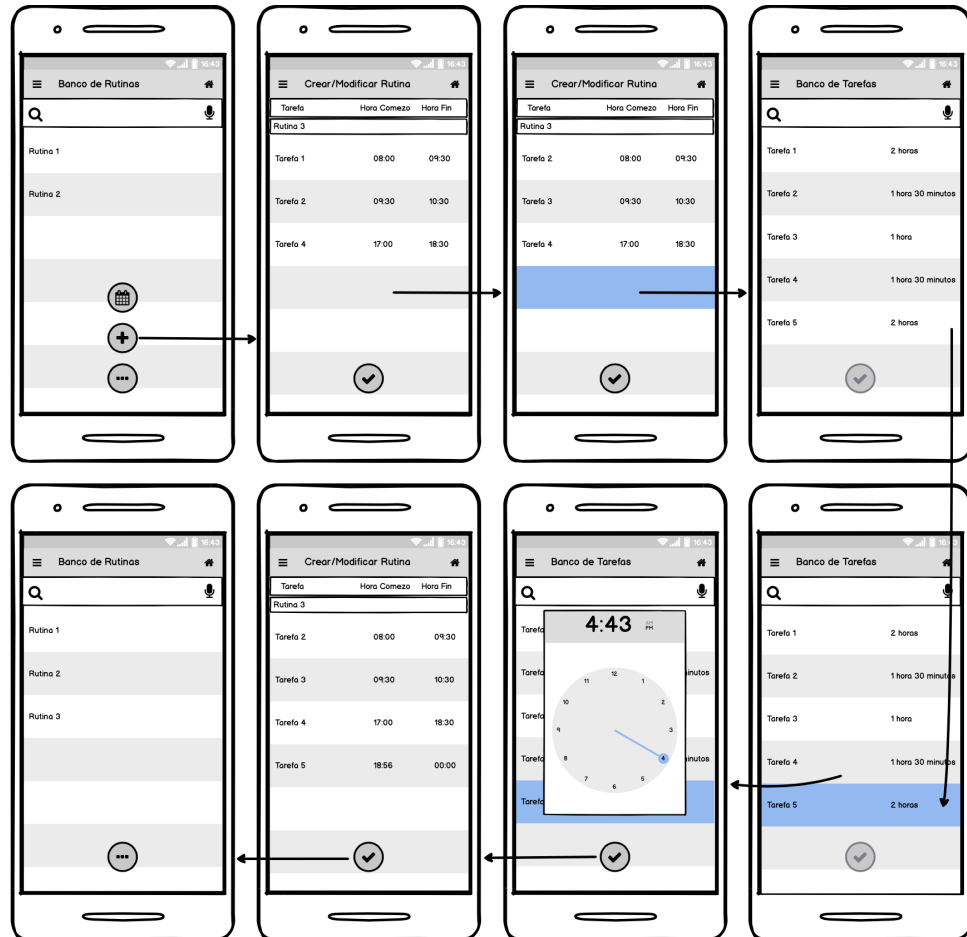 16:43
Banco de Rutinas
Rutina 1
Rutina 2
16:43
Crear/Modificar Rutina
Tarefa Hora Comezo Hora Fin
Rutina 3
Tarefa 1 08:00 09:30
Tarefa 2 09:30 10:30
Tarefa 4 17:00 18:30
16:43
Crear/Modificar Rutina
Tarefa Hora Comezo Hora Fin
Rutina 3
Tarefa 2 08:00 09:30
Tarefa 3 09:30 10:30
Tarefa 4 17:00 18:30
16:43
Banco de Tarefas
Tarefa 1 2 horas
Tarefa 2 1 hora 30 minutos
Tarefa 3 1 hora
Tarefa 4 1 hora 30 minutos
Tarefa 5 2 horas
16:43
Banco de Rutinas
Rutina 1
Rutina 2
Rutina 3
16:43
Crear/Modificar Rutina
Tarefa Hora Comezo Hora Fin
Rutina 3
Tarefa 2 08:00 09:30
Tarefa 3 09:30 10:30
Tarefa 4 17:00 18:30
Tarefa 5 18:56 00:00
16:43
Banco de Tarefas
4:43 AM PM
Tarefa
Tarefa inutos
Tarefa
Tarefa inutos
Tarefa
12
11 1
10 2
9 3
8 4
7 5
6
16:43
Banco de Tarefas
Tarefa 1 2 horas
Tarefa 2 1 hora 30 minutos
Tarefa 3 1 hora
Tarefa 4 1 hora 30 minutos
Tarefa 5 2 horas